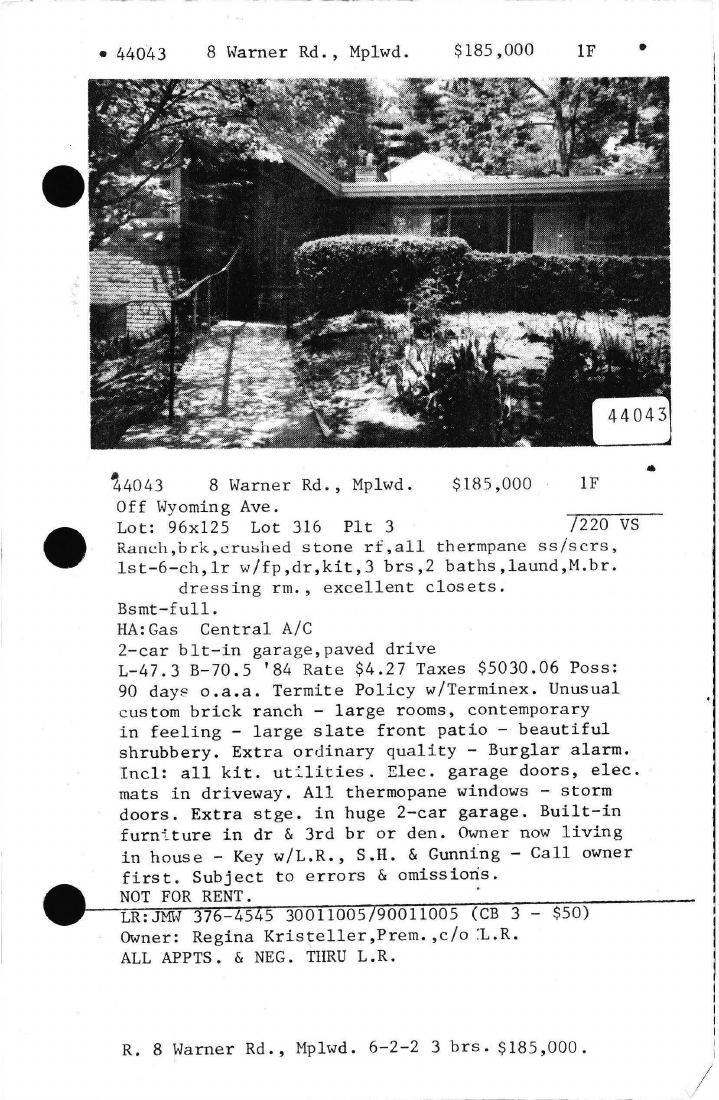 44043 8 Warner Rd., Mplwd. $185,000 1F
44043
44043 8 Warner Rd., Mplwd. $185,000 1F
Off Wyoming Ave.
Lot: 96x125 Lot 316 Plt 3 /220 VS
Ranch,brk,crushed stone rf,all thermpane ss/scrs,
1st-6-ch,lr w/fp,dr,kit,3 brs,2 baths,laund,M.br.
dressing rm., excellent closets.
Bsmt-full.
HA:Gas Central A/C
2-car blt-in garage,paved drive
L-47.3 B-70.5 '84 Rate $4.27 Taxes $5030.06 Poss:
90 days o.a.a. Termite Policy w/Terminex. Unusual
custom brick ranch - large rooms, contemporary
in feeling - large slate front patio - beautiful
shrubbery. Extra ordinary quality - Burglar alarm.
Incl: all kit. utilities. Elec. garage doors, elec.
mats in driveway. All thermopane windows - storm
doors. Extra stge. in huge 2-car garage. Built-in
furniture in dr & 3rd br or den. Owner now living
in house - Key w/L.R., S.H. & Gunning - Call owner
first. Subject to errors & omissions.
NOT FOR RENT.
LR:JMW 376-4545 30011005/90011005 (CB 3 - $50)
Owner: Regina Kristeller,Prem.,c/o L.R.
ALL APPTS. & NEG. THRU L.R.
R. 8 Warner Rd., Mplwd. 6-2-2 3 brs. $185,000.